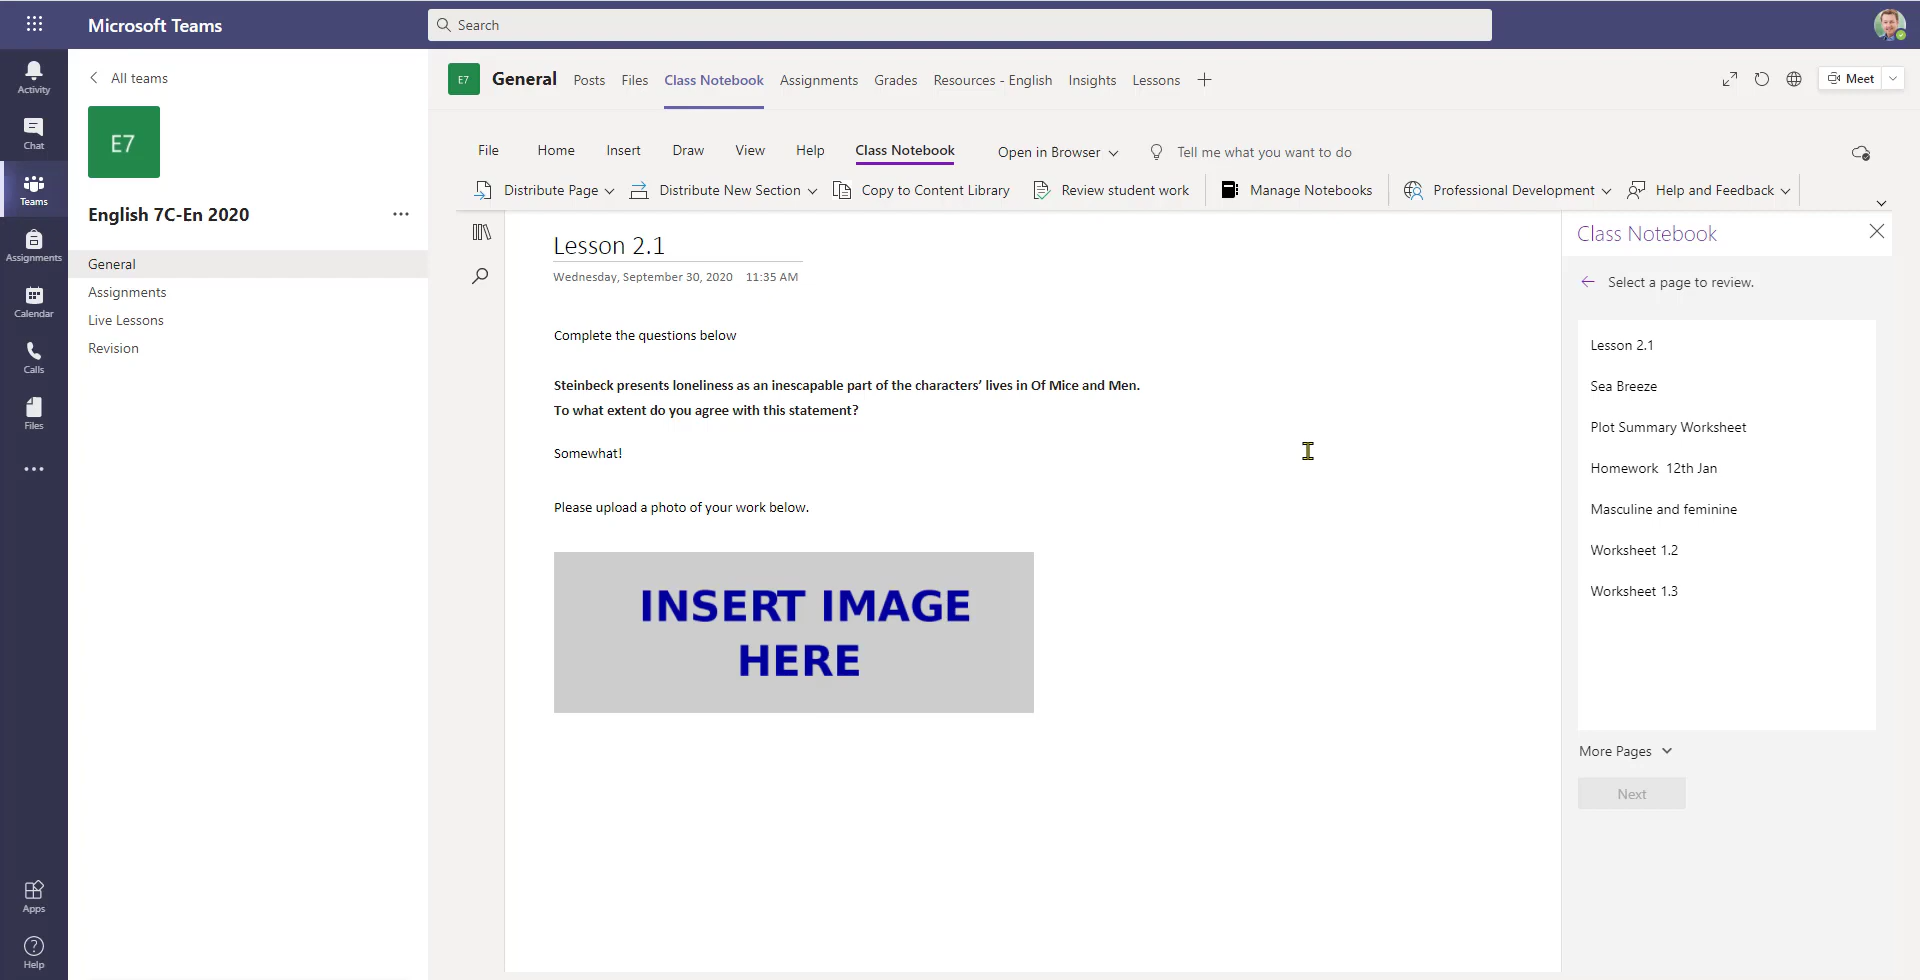 Microsoft Teams
Search
Activity
Chat
Teams
Assignments
Calendar
Calls
Files
Apps
Help
All teams
E7
English 7C-En 2020
General
Assignments
Live Lessons
Revision
E7 General Posts Files Class Notebook Assignments Grades Resources - English Insights Lessons
Meet
File Home Insert Draw View Help Class Notebook Open in Browser Tell me what you want to do
Distribute Page Distribute New Section Copy to Content Library Review student work Manage Notebooks Professional Development Help and Feedback
Lesson 2.1
Wednesday, September 30, 2020 11:35 AM
Complete the questions below
Steinbeck presents loneliness as an inescapable part of the characters’ lives in Of Mice and Men.
To what extent do you agree with this statement?
Somewhat!
Please upload a photo of your work below.
INSERT IMAGE
HERE
Class Notebook
Select a page to review.
Lesson 2.1
Sea Breeze
Plot Summary Worksheet
Homework 12th Jan
Masculine and feminine
Worksheet 1.2
Worksheet 1.3
More Pages
Next